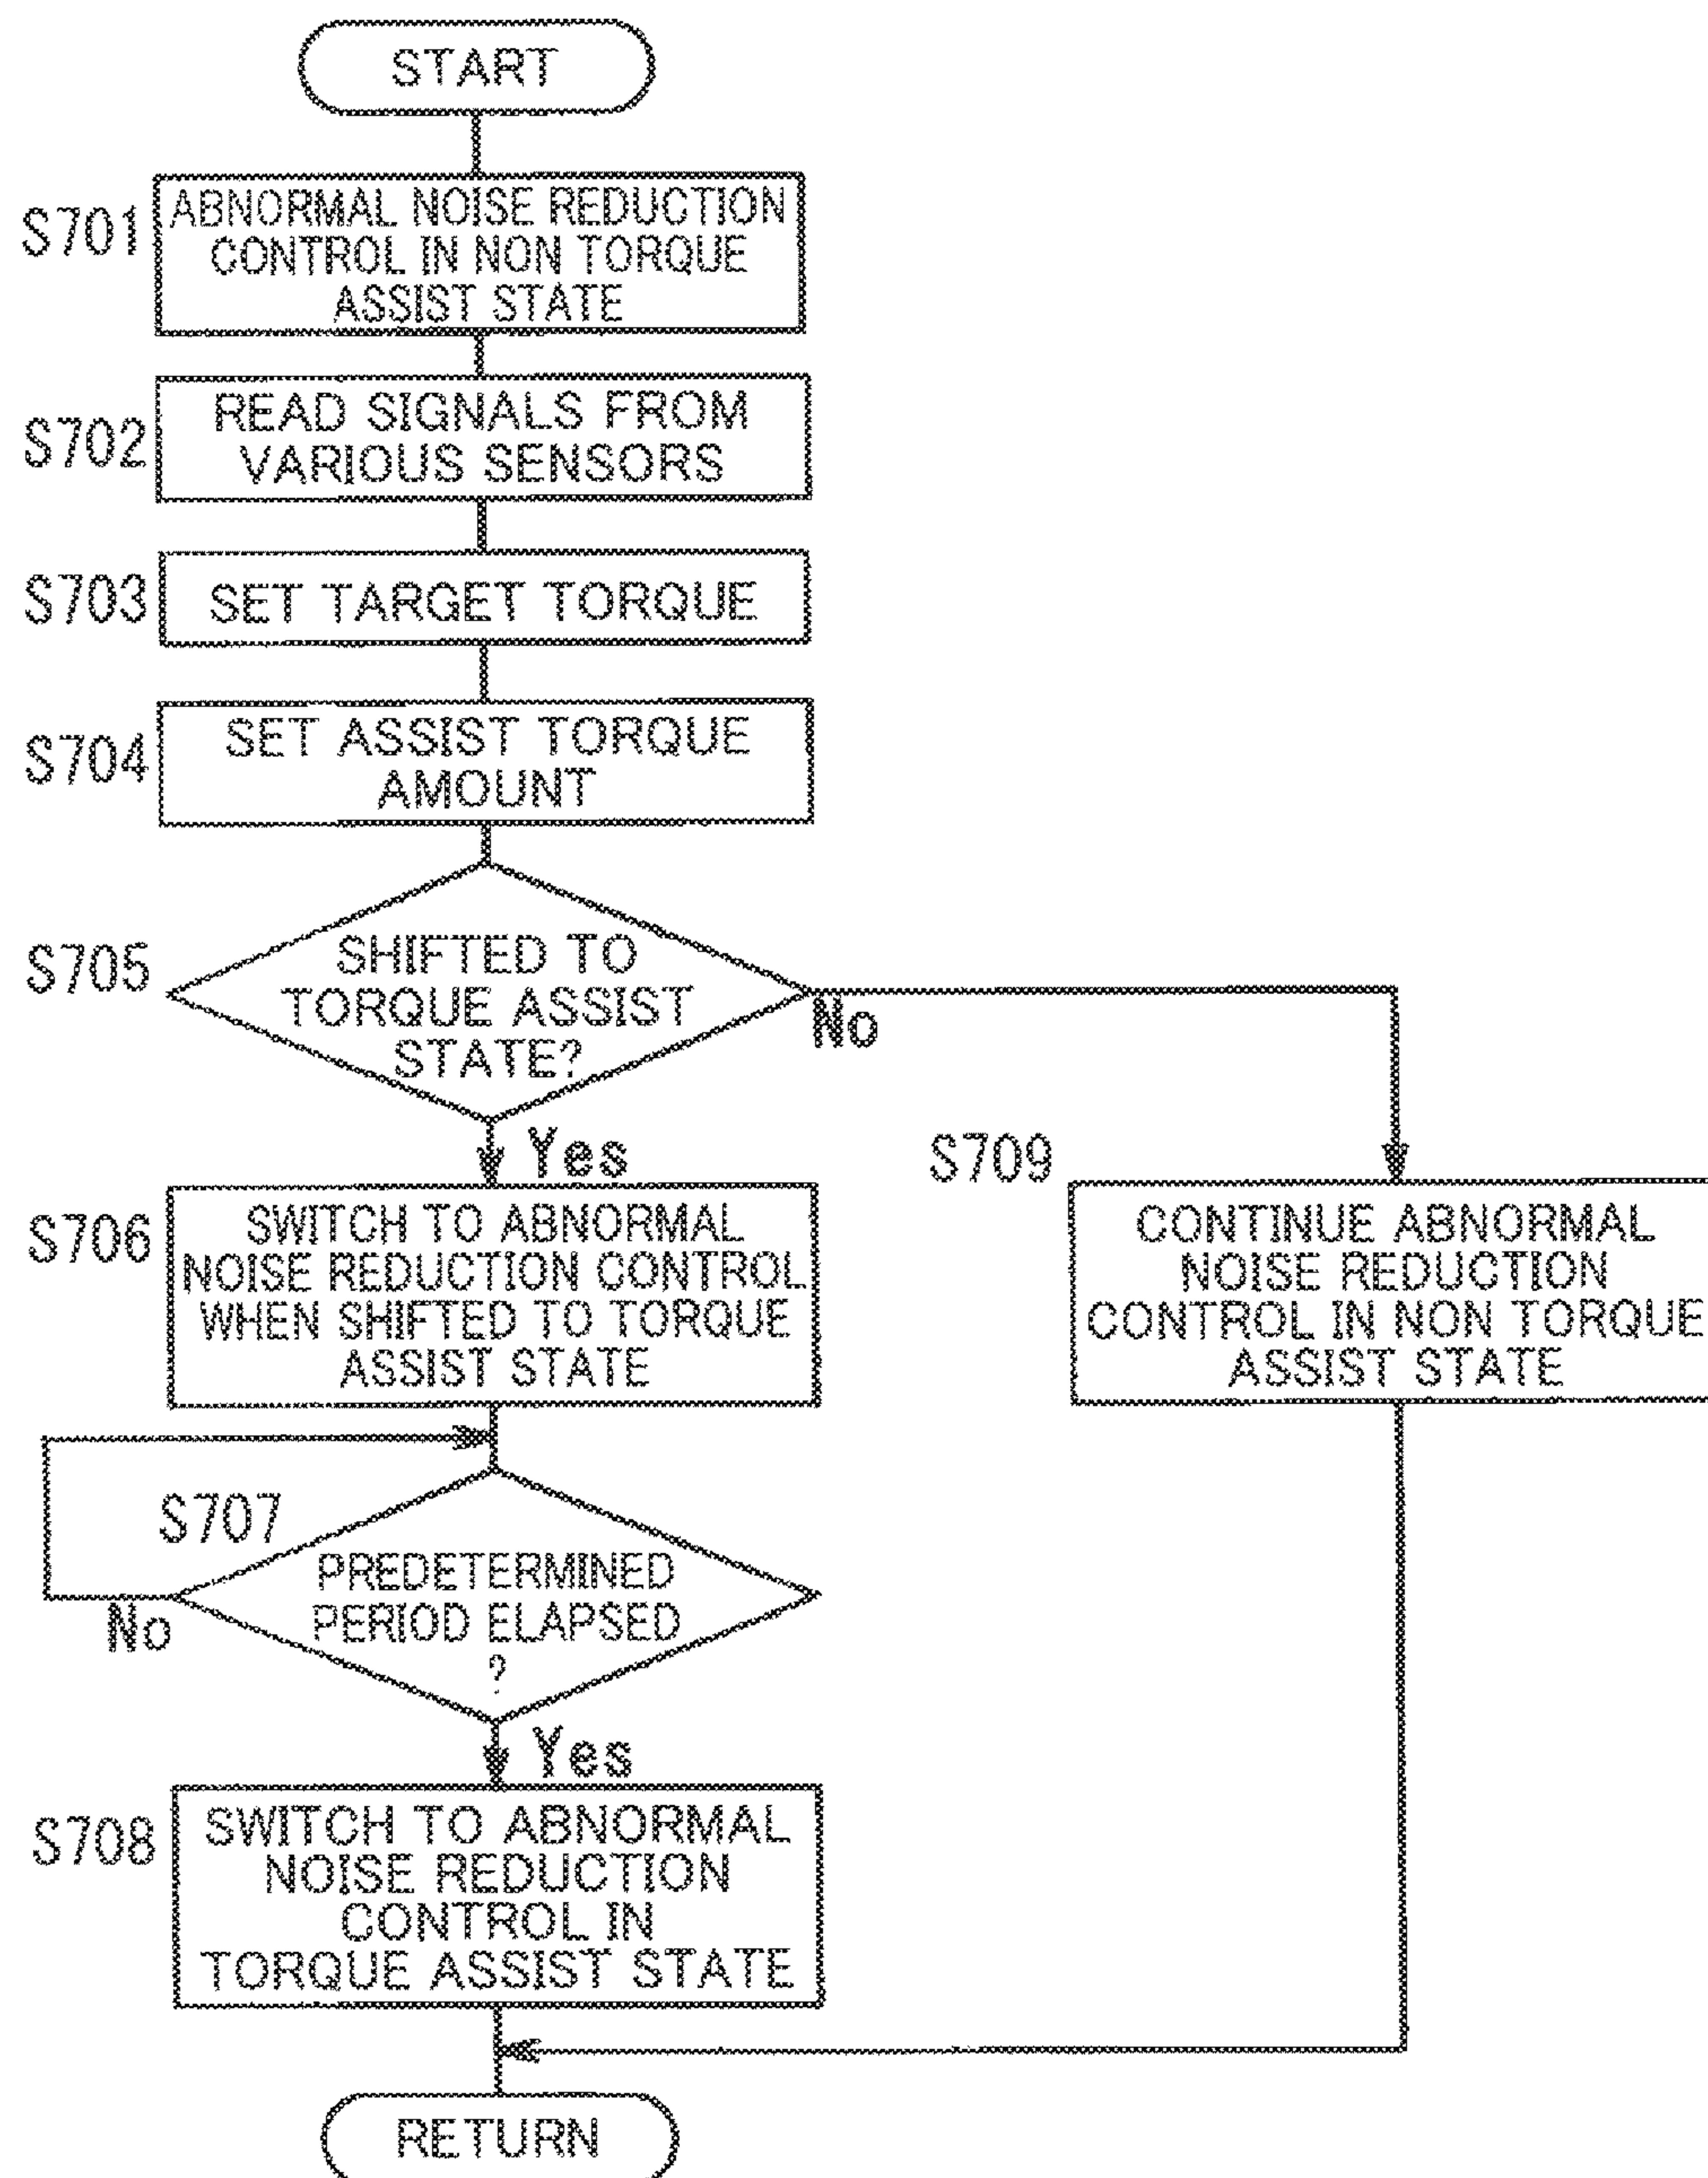 START
S701
ABNORMAL NOISE REDUCTION
CONTROL IN NON TORQUE
ASSIST STATE
S702
READ SIGNALS FROM
VARIOUS SENSORS
S703
SET TARGET TORQUE
S704
SET ASSIST TORQUE
AMOUNT
S705
SHIFTED TO
TORQUE ASSIST
STATE?
No
Yes
S706
SWITCH TO ABNORMAL
NOISE REDUCTION CONTROL
WHEN SHIFTED TO TORQUE
ASSIST STATE
S709
CONTINUE ABNORMAL
NOISE REDUCTION
CONTROL IN NON TORQUE
ASSIST STATE
S707
PREDETERMINED
PERIOD ELAPSED
?
No
Yes
S708
SWITCH TO ABNORMAL
NOISE REDUCTION
CONTROL IN
TORQUE ASSIST STATE
RETURN